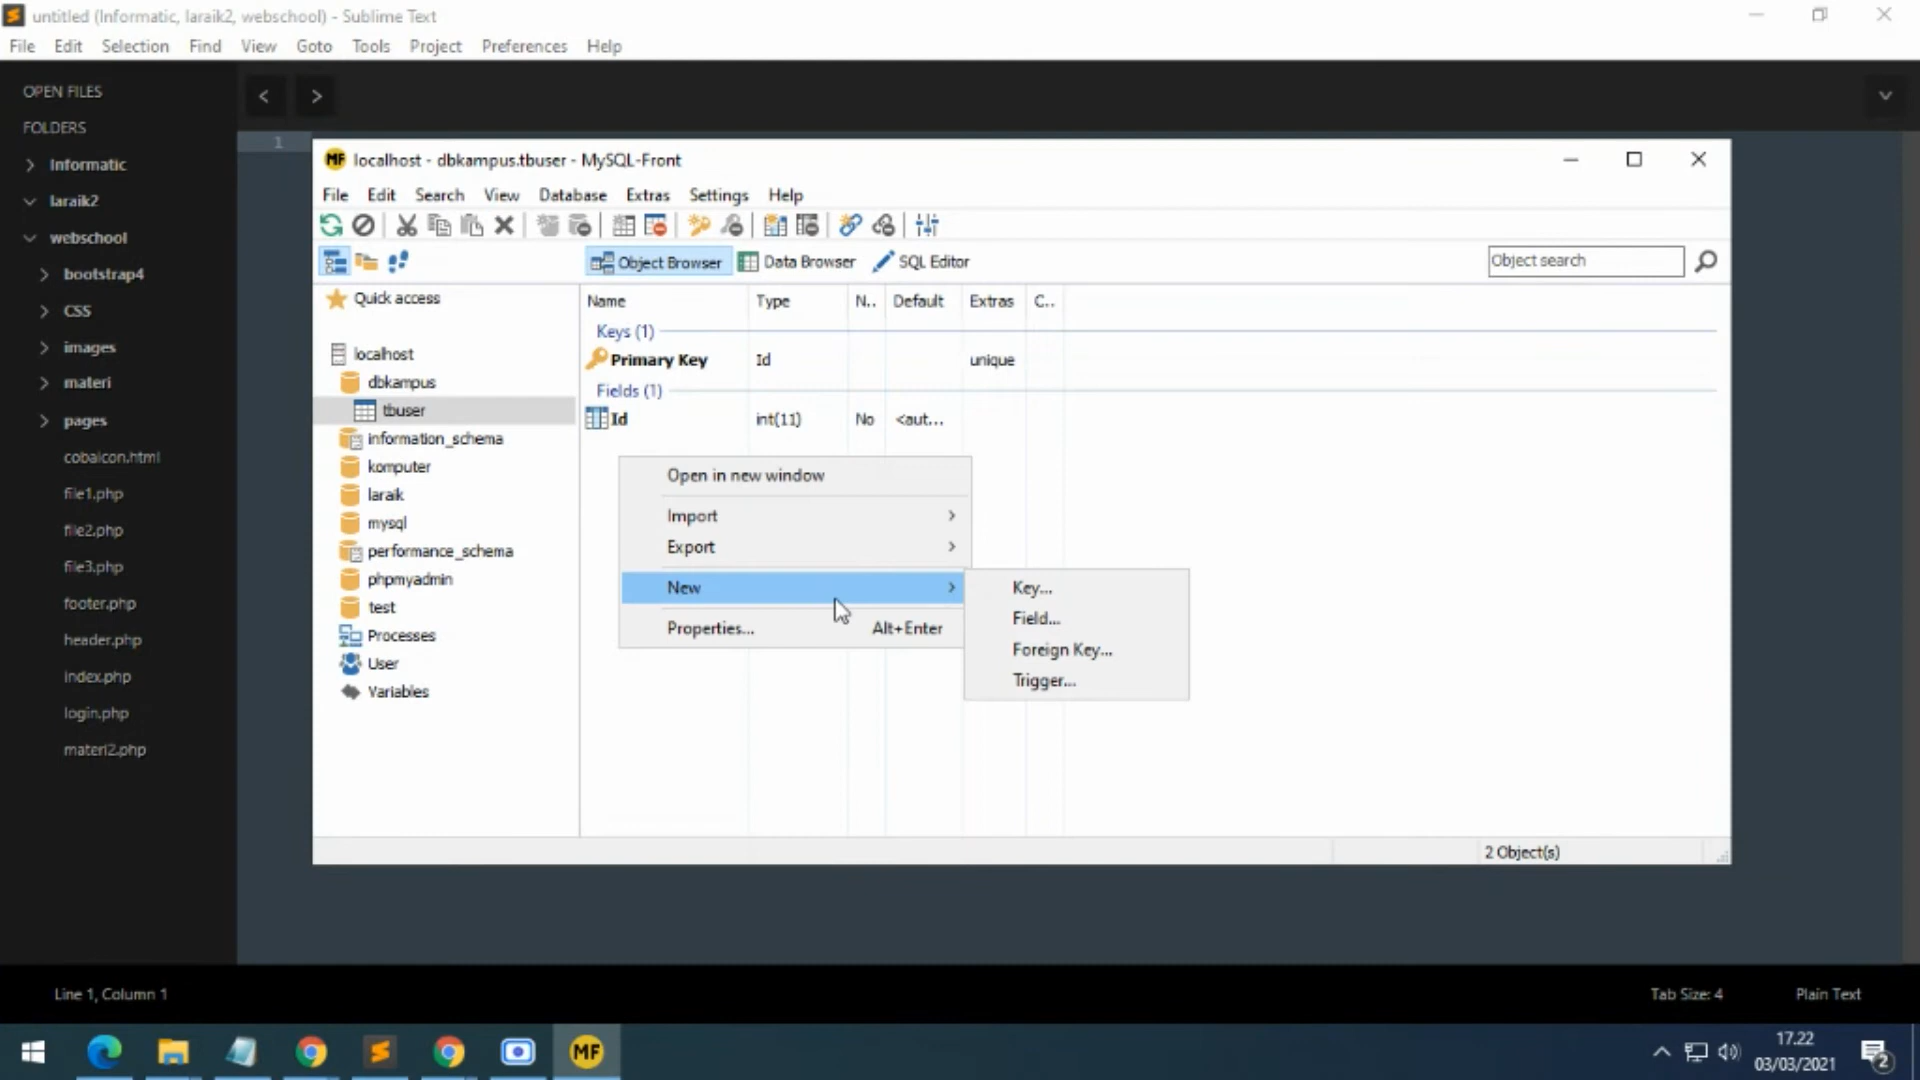 untitled (Informatic, laraik2, webschool) - Sublime Text
File Edit Selection Find View Goto Tools Project Preferences Help
OPEN FILES
FOLDERS
Informatic
laraik2
webschool
bootstrap4
CSS
images
materi
pages
cobaicon.html
file1.php
file2.php
file3.php
footer.php
header.php
index.php
login.php
materi2.php
1
MF localhost - dbkampus.tbuser - MySQL-Front
File Edit Search View Database Extras Settings Help
Object Browser Data Browser SQL Editor
Object search
Quick access
localhost
dbkampus
tbuser
information_schema
komputer
laraik
mysql
performance_schema
phpmyadmin
test
Processes
User
Variables
Name Type N.. Default Extras C..
Keys (1)
Primary Key Id unique
Fields (1)
Id int(11) No <aut...
Open in new window
Import
Export
New
Properties... Alt+Enter
Key...
Field...
Foreign Key...
Trigger...
2 Object(s)
Line 1, Column 1
Tab Size: 4 Plain Text
MF
17.22
03/03/2021
2